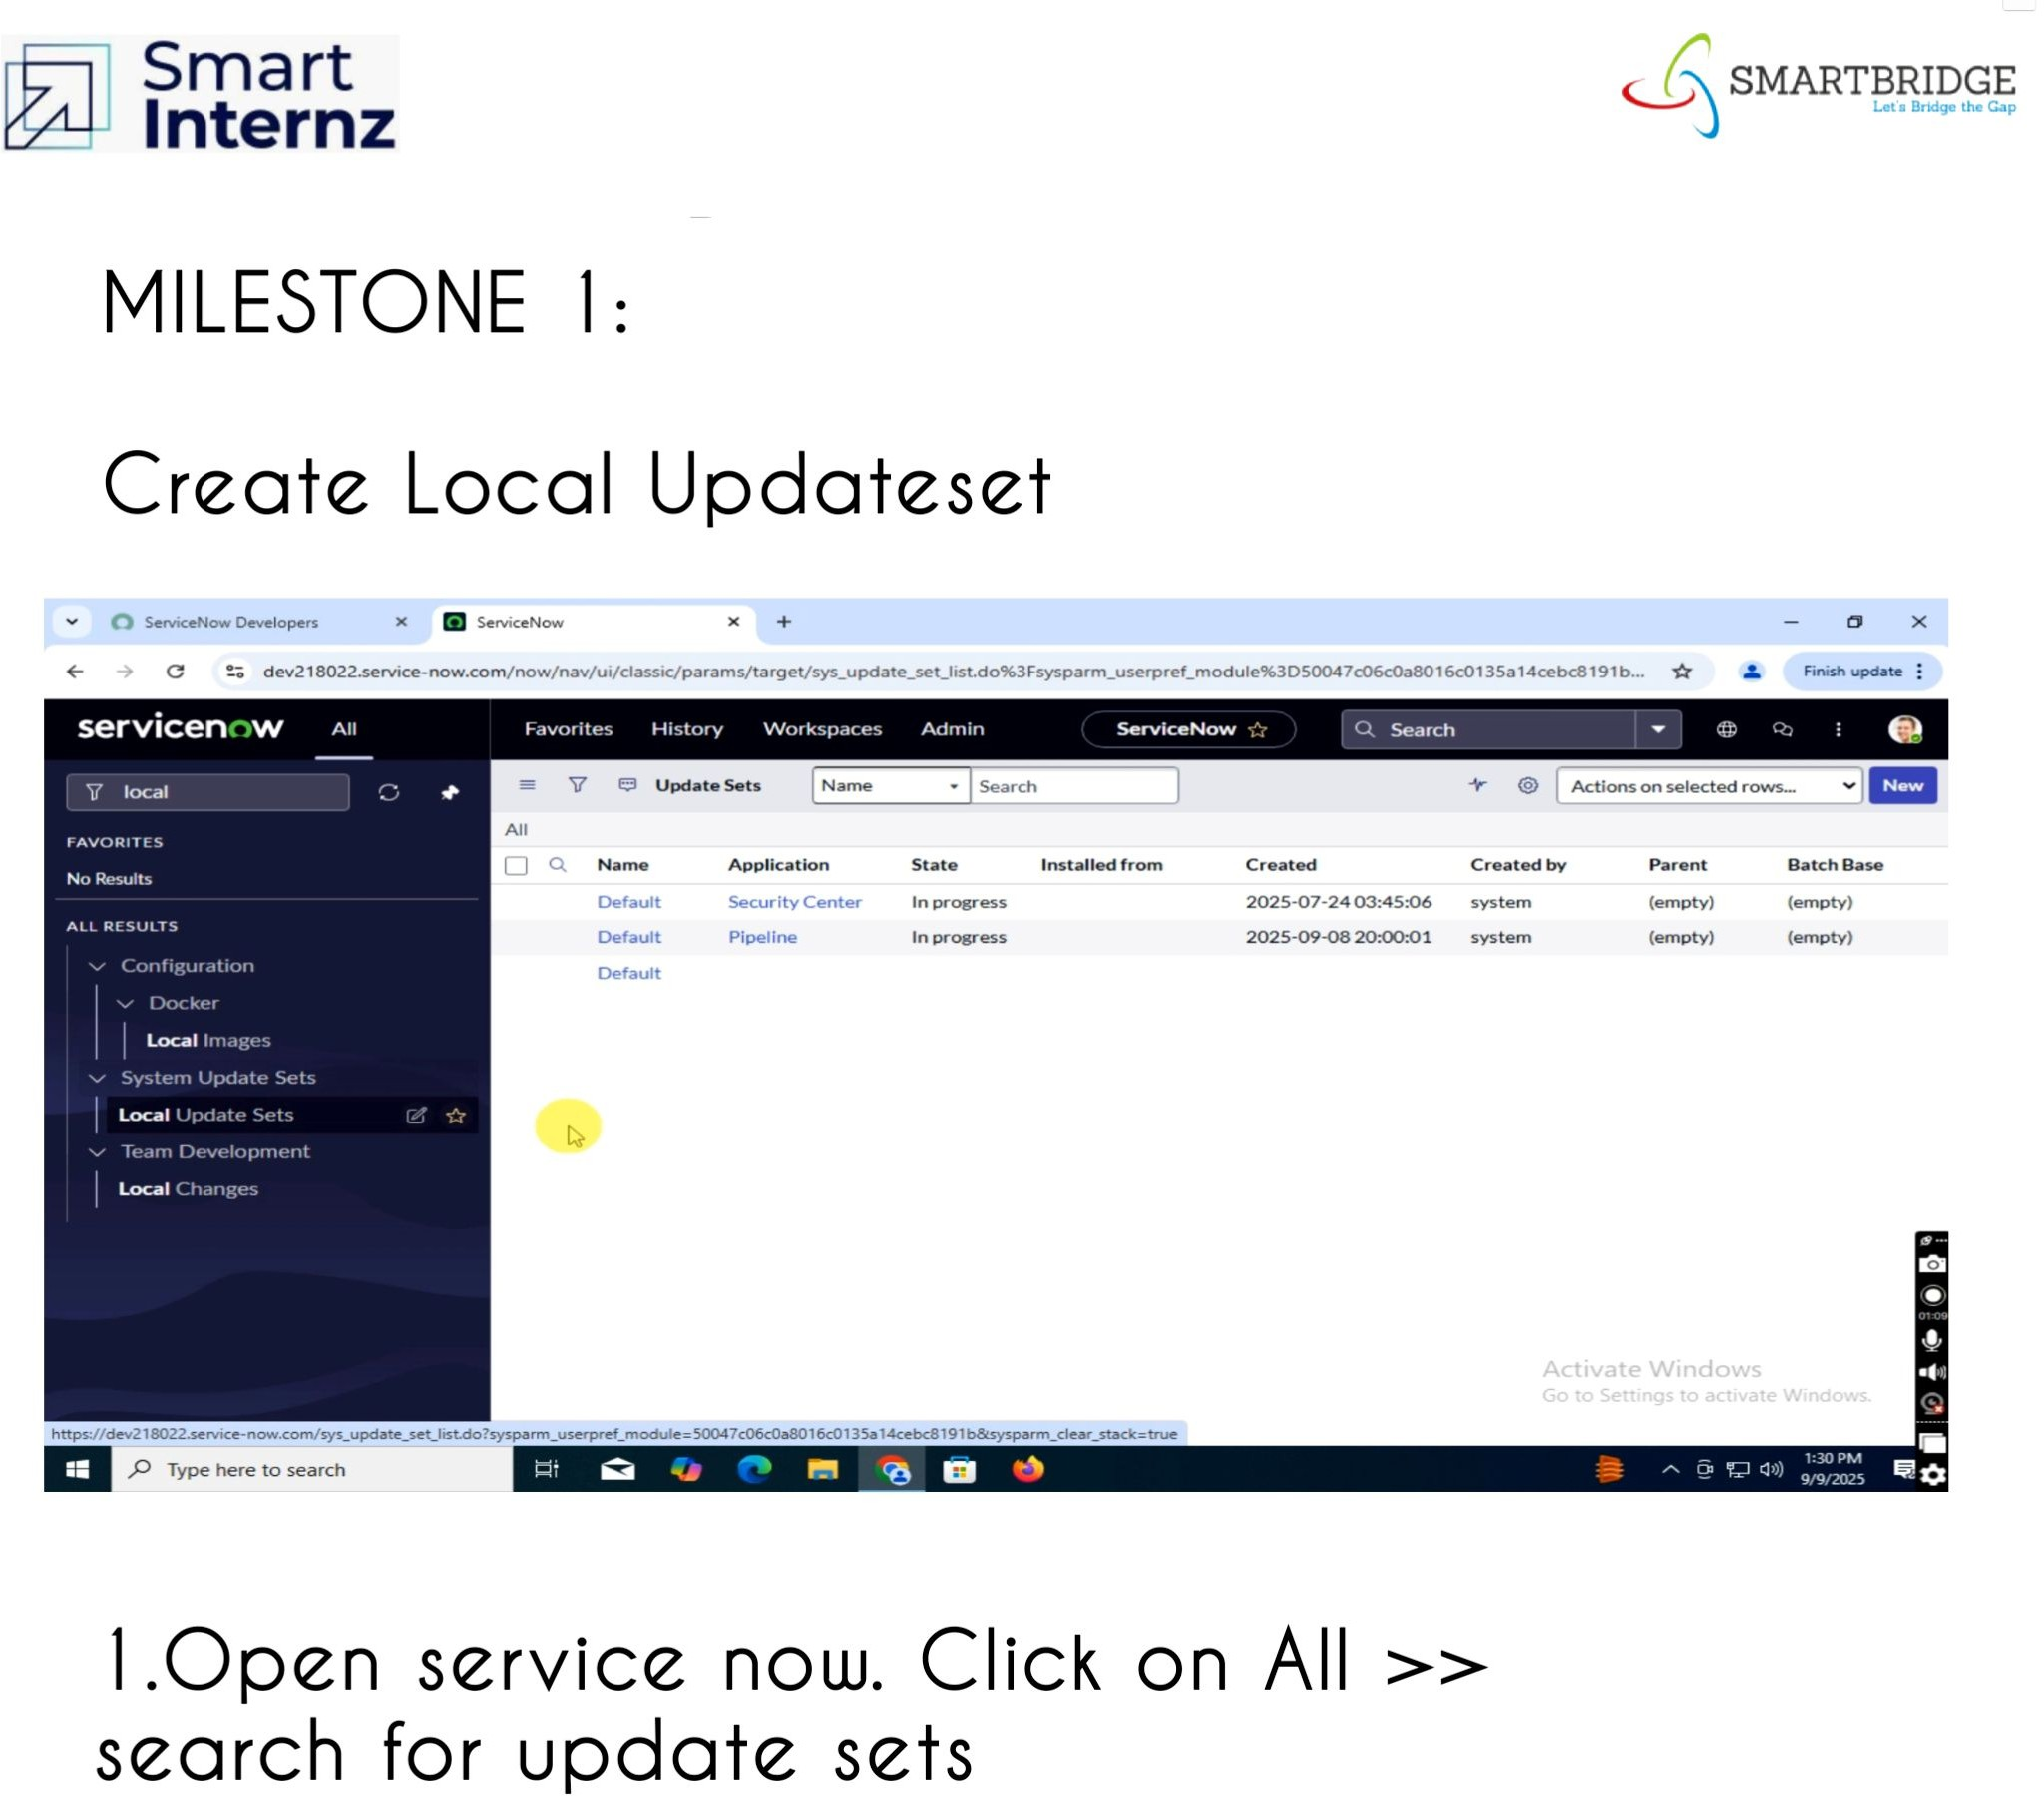 Smart
Internz
SMARTBRIDGE
Let's Bridge the Gap
MILESTONE 1:
Create Local Updateset
ServiceNow Developers
ServiceNow
dev218022.service-now.com/now/nav/ui/classic/params/target/sys_update_set_list.do%3Fsysparm_userpref_module%3D50047c06c0a8016c0135a14cebc8191b...
Finish update
servicenow All Favorites History Workspaces Admin ServiceNow Search
local
Update Sets Name Search Actions on selected rows... New
All
FAVORITES
No Results
ALL RESULTS
Configuration
Docker
Local Images
System Update Sets
Local Update Sets
Team Development
Local Changes
Name Application State Installed from Created Created by Parent Batch Base
Default Security Center In progress 2025-07-24 03:45:06 system (empty) (empty)
Default Pipeline In progress 2025-09-08 20:00:01 system (empty) (empty)
Default
01:09
Activate Windows
Go to Settings to activate Windows.
https://dev218022.service-now.com/sys_update_set_list.do?sysparm_userpref_module=50047c06c0a8016c0135a14cebc8191b&sysparm_clear_stack=true
Type here to search
1:30 PM
9/9/2025
1.Open service now. Click on All >>
search for update sets